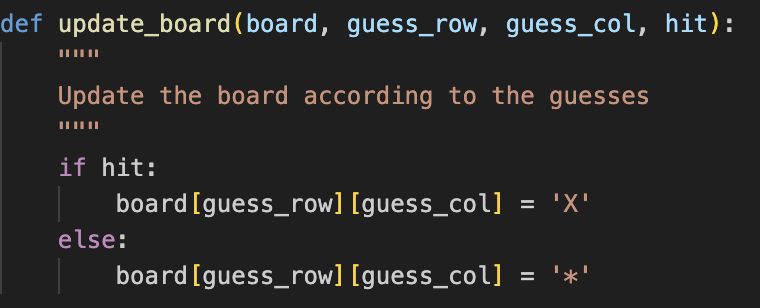 def update_board(board, guess_row, guess_col, hit):
    """
    Update the board according to the guesses
    """
    if hit:
        board[guess_row][guess_col] = 'X'
    else:
        board[guess_row][guess_col] = '*'